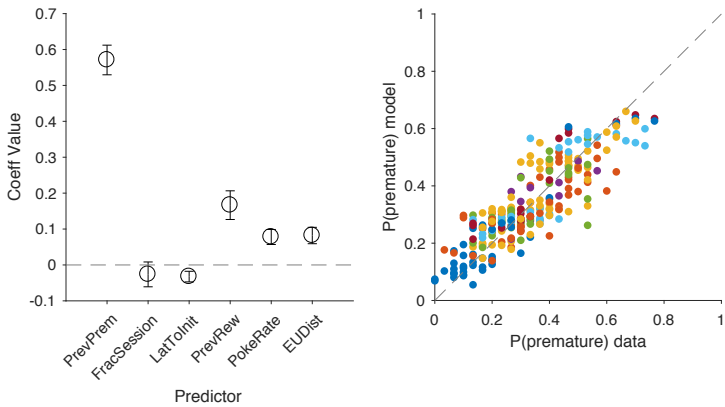 0.7
0.6
0.5
0.4
0.3
0.2
0.1
0
-0.1
Coeff Value
PrevPrem
FracSession
LatToInit
PrevRew
PokeRate
EUDist
Predictor
1
0.8
0.6
0.4
0.2
0
P(premature) model
0 0.2 0.4 0.6 0.8 1
P(premature) data